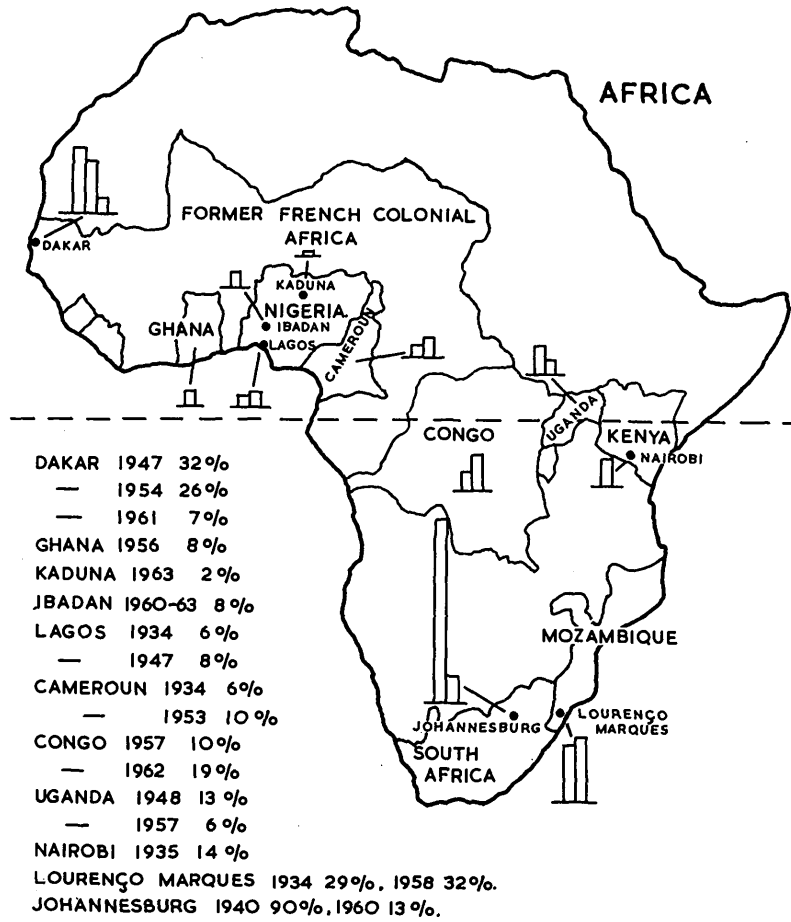 AFRICA
FORMER FRENCH COLONIAL
AFRICA
DAKAR
KADUNA
NIGERIA
IBADAN
GHANA
LAGOS
CAMEROUN
UGANDA
CONGO
KENYA
NAIROBI
MOZAMBIQUE
JOHANNESBURG
LOURENÇO
MARQUES
SOUTH
AFRICA
DAKAR 1947 32%
— 1954 26%
— 1961 7%
GHANA 1956 8%
KADUNA 1963 2%
IBADAN 1960-63 8%
LAGOS 1934 6%
— 1947 8%
CAMEROUN 1934 6%
— 1953 10%
CONGO 1957 10%
— 1962 19%
UGANDA 1948 13%
— 1957 6%
NAIROBI 1935 14%
LOURENÇO MARQUES 1934 29%, 1958 32%.
JOHANNESBURG 1940 90%, 1960 13%.